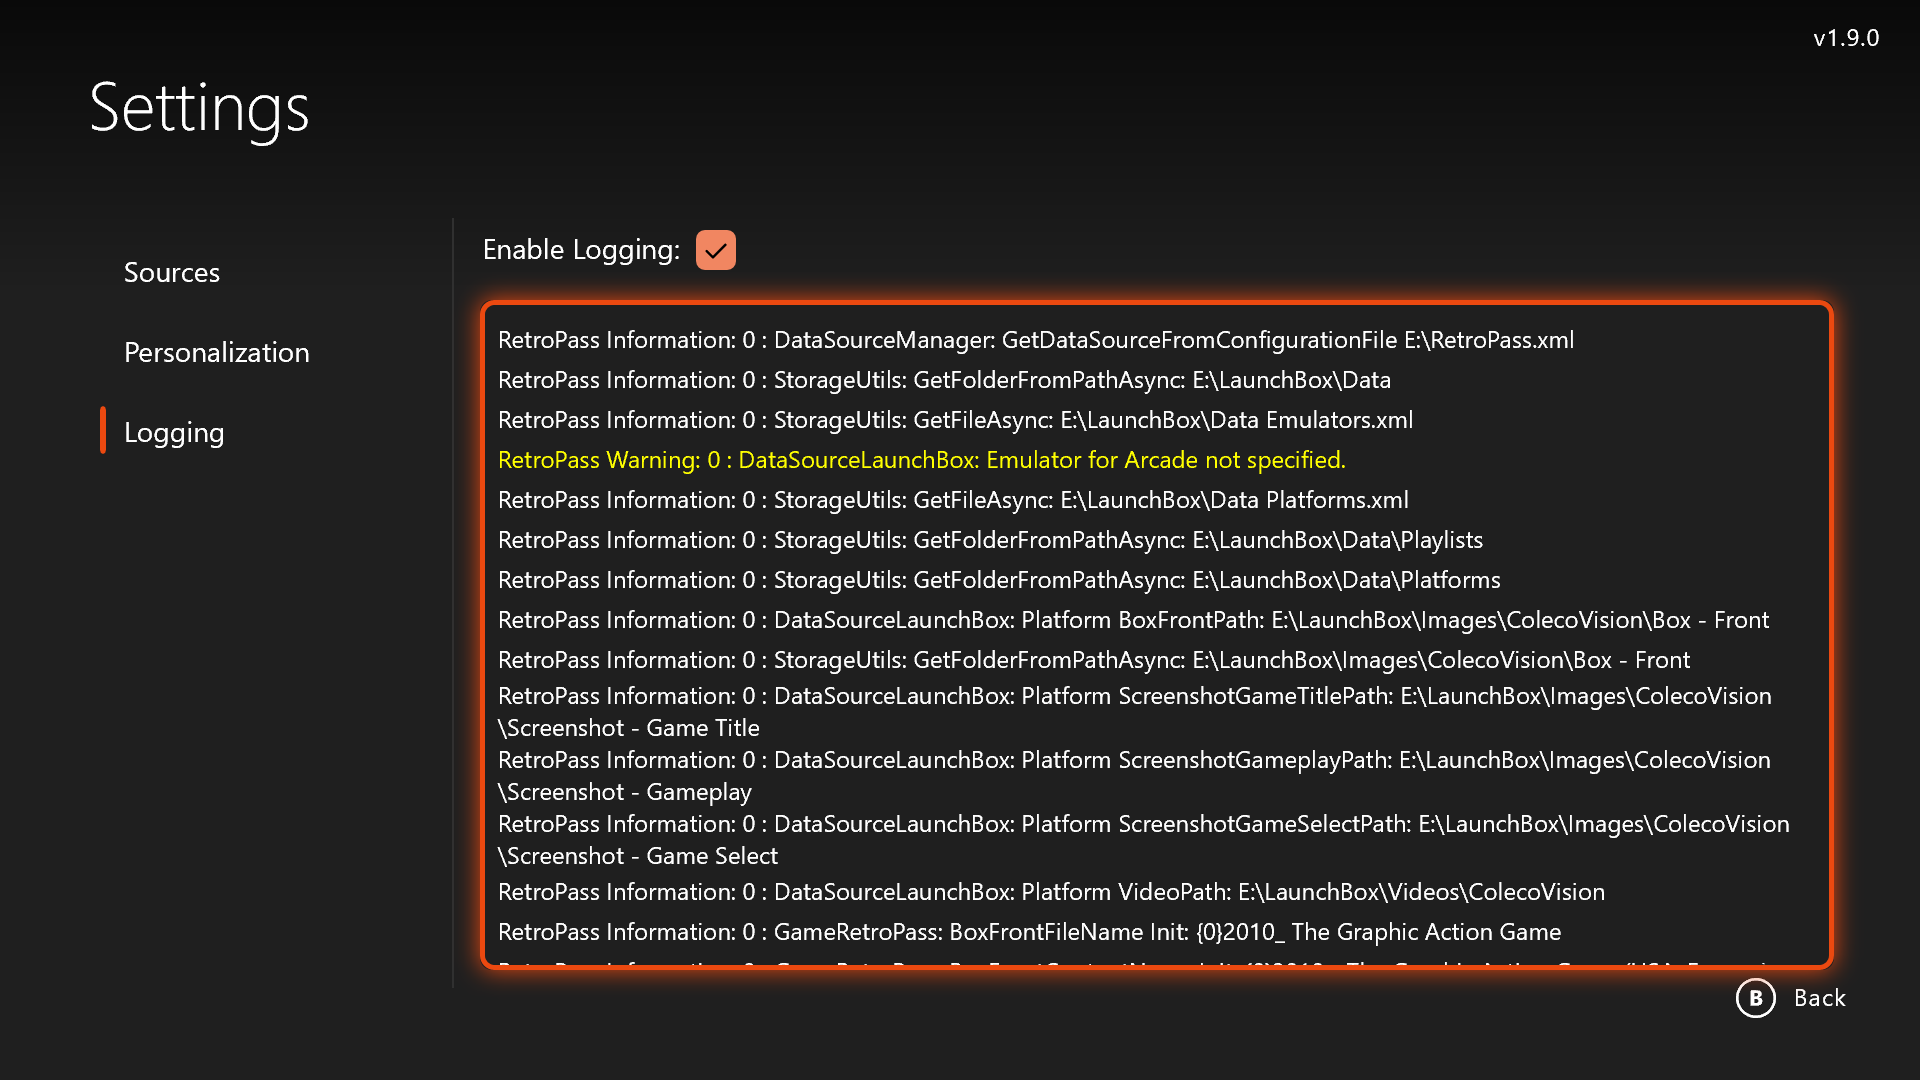 v1.9.0
Settings
Sources
Personalization
Logging
Enable Logging:
RetroPass Information: 0 : DataSourceManager: GetDataSourceFromConfigurationFile E:\RetroPass.xml
RetroPass Information: 0 : StorageUtils: GetFolderFromPathAsync: E:\LaunchBox\Data
RetroPass Information: 0 : StorageUtils: GetFileAsync: E:\LaunchBox\Data Emulators.xml
RetroPass Warning: 0 : DataSourceLaunchBox: Emulator for Arcade not specified.
RetroPass Information: 0 : StorageUtils: GetFileAsync: E:\LaunchBox\Data Platforms.xml
RetroPass Information: 0 : StorageUtils: GetFolderFromPathAsync: E:\LaunchBox\Data\Playlists
RetroPass Information: 0 : StorageUtils: GetFolderFromPathAsync: E:\LaunchBox\Data\Platforms
RetroPass Information: 0 : DataSourceLaunchBox: Platform BoxFrontPath: E:\LaunchBox\Images\ColecoVision\Box - Front
RetroPass Information: 0 : StorageUtils: GetFolderFromPathAsync: E:\LaunchBox\Images\ColecoVision\Box - Front
RetroPass Information: 0 : DataSourceLaunchBox: Platform ScreenshotGameTitlePath: E:\LaunchBox\Images\ColecoVision
\Screenshot - Game Title
RetroPass Information: 0 : DataSourceLaunchBox: Platform ScreenshotGameplayPath: E:\LaunchBox\Images\ColecoVision
\Screenshot - Gameplay
RetroPass Information: 0 : DataSourceLaunchBox: Platform ScreenshotGameSelectPath: E:\LaunchBox\Images\ColecoVision
\Screenshot - Game Select
RetroPass Information: 0 : DataSourceLaunchBox: Platform VideoPath: E:\LaunchBox\Videos\ColecoVision
RetroPass Information: 0 : GameRetroPass: BoxFrontFileName Init: {0}2010_ The Graphic Action Game
B Back